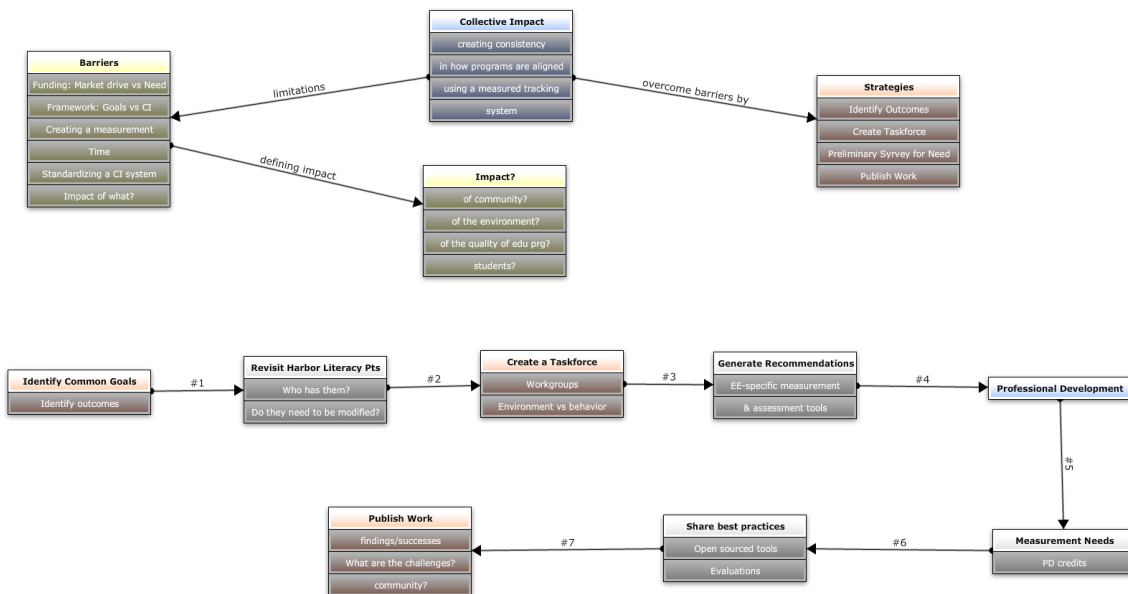 Collective Impact
creating consistency
in how programs are aligned
using a measured tracking
system
limitations
overcome barriers by
Barriers
Funding: Market drive vs Need
Framework: Goals vs CI
Creating a measurement
Time
Standardizing a CI system
Impact of what?
defining impact
Impact?
of community?
of the environment?
of the quality of edu prg?
students?
Strategies
Identify Outcomes
Create Taskforce
Preliminary Syrvey for Need
Publish Work
Identify Common Goals
Identify outcomes
#1
Revisit Harbor Literacy Pts
Who has them?
Do they need to be modified?
#2
Create a Taskforce
Workgroups
Environment vs behavior
#3
Generate Recommendations
EE-specific measurement
& assessment tools
#4
Professional Development
#5
Measurement Needs
PD credits
#6
Share best practices
Open sourced tools
Evaluations
#7
Publish Work
findings/successes
What are the challenges?
community?